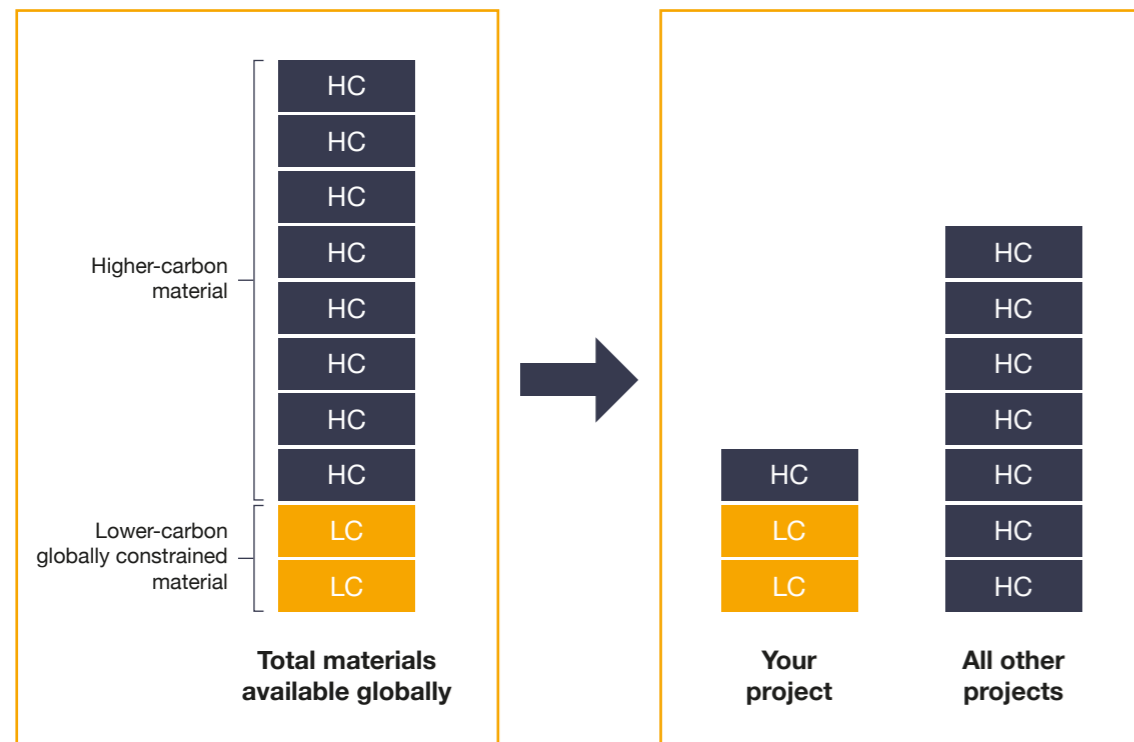 HC
HC
HC
HC
HC
HC
HC
HC
LC
LC
Higher-carbon
material
Lower-carbon
globally constrained
material
Total materials
available globally
HC
LC
LC
Your
project
HC
HC
HC
HC
HC
HC
HC
All other
projects